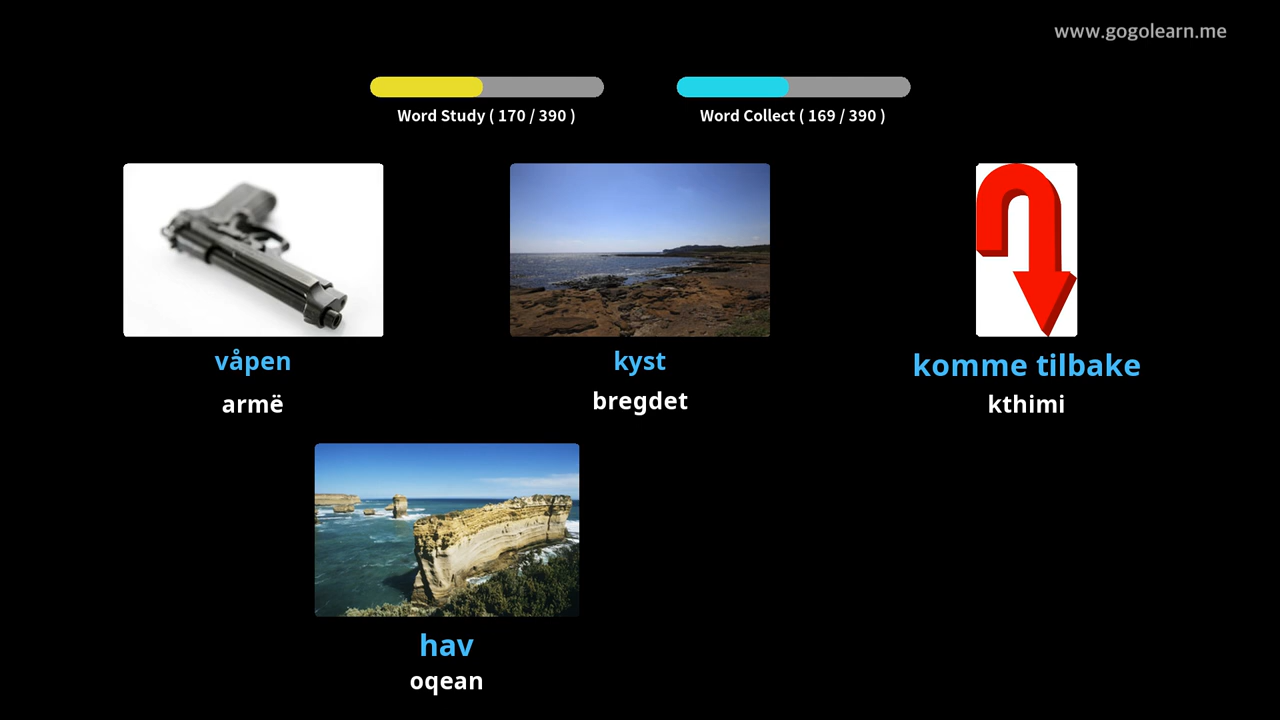 www.gogolearn.me
Word Study ( 170 / 390 )
Word Collect ( 169 / 390 )
våpen
kyst
komme tilbake
armë
bregdet
kthimi
hav
oqean